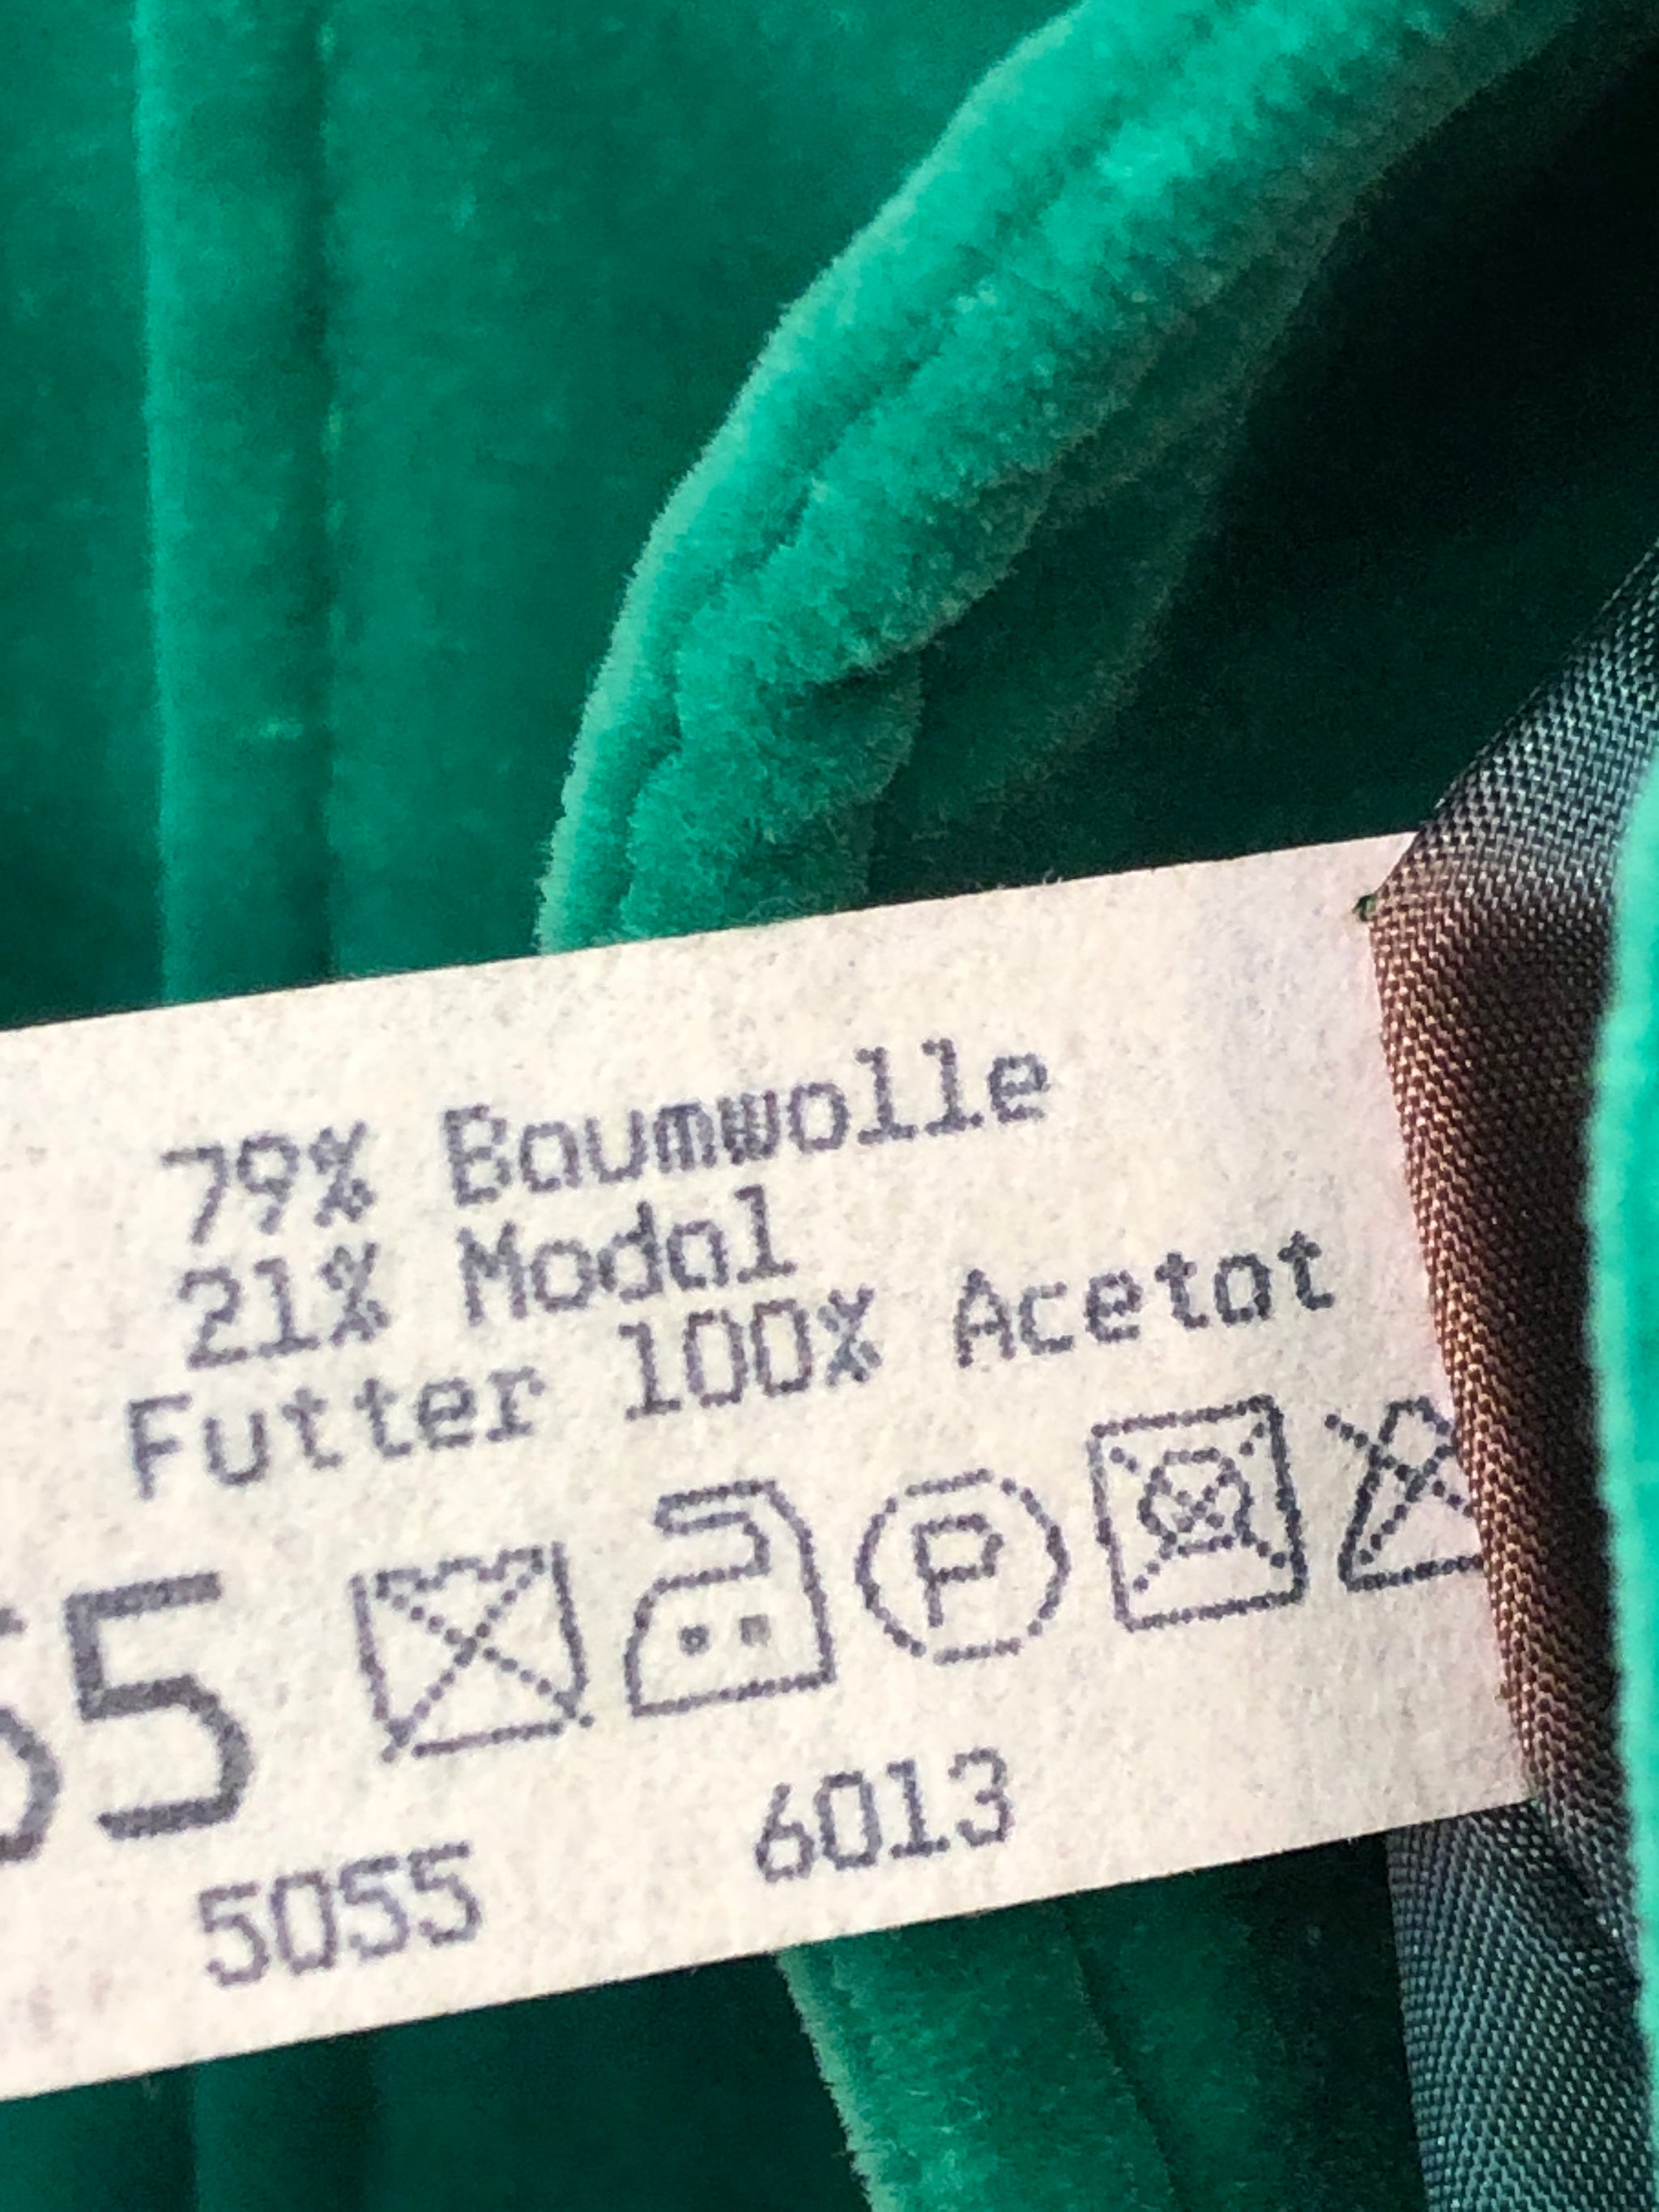 79% Baumwolle
21% Modal
Futter 100% Acetat
55 P
5055 6013